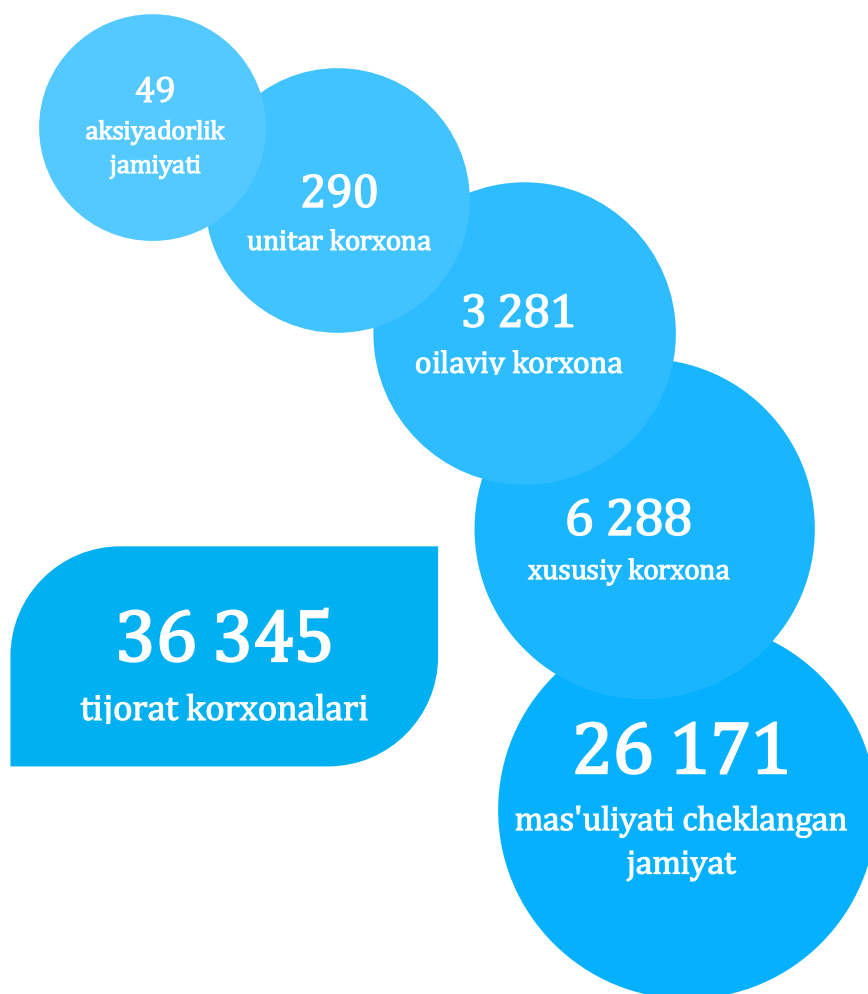 49
aksiyadorlik
jamiyati
290
unitar korxona
3 281
oilaviy korxona
6 288
xususiy korxona
36 345
tijorat korxonalari
26 171
mas'uliyati cheklangan
jamiyat